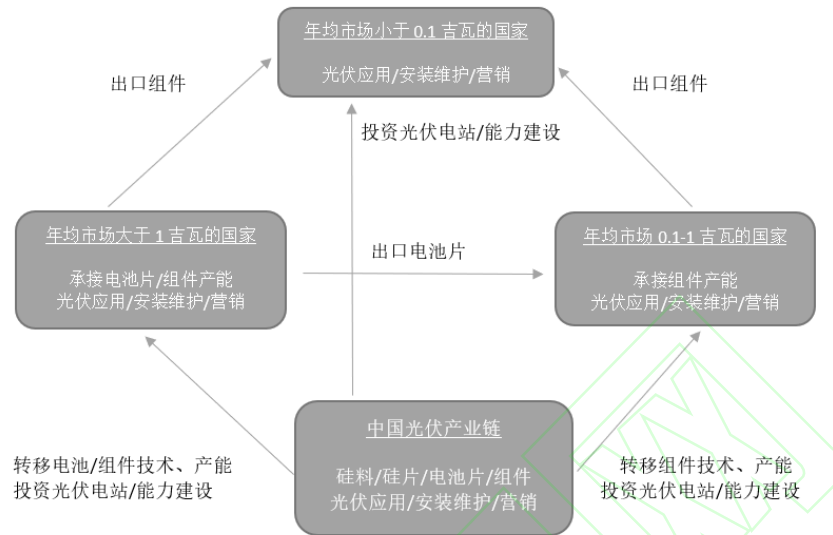 年均市场小于 0.1 吉瓦的国家
光伏应用/安装维护/营销
出口组件
出口组件
投资光伏电站/能力建设
年均市场大于 1 吉瓦的国家
承接电池片/组件产能
光伏应用/安装维护/营销
出口电池片
年均市场 0.1-1 吉瓦的国家
承接组件产能
光伏应用/安装维护/营销
中国光伏产业链
硅料/硅片/电池片/组件
光伏应用/安装维护/营销
转移电池/组件技术、产能
投资光伏电站/能力建设
转移组件技术、产能
投资光伏电站/能力建设